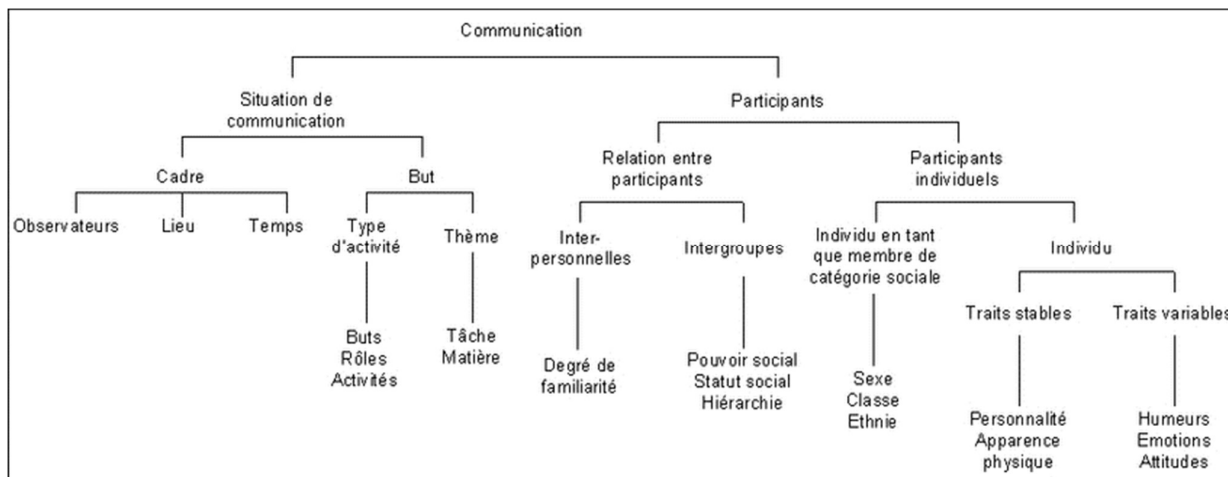 Communication
Situation de
communication
Participants
Cadre
But
Relation entre
participants
Participants
individuels
Observateurs
Lieu
Temps
Type
d'activité
Thème
Inter-
personnelles
Intergroupes
Individu en tant
que membre de
catégorie sociale
Individu
Traits stables
Traits variables
Buts
Rôles
Activités
Tâche
Matière
Degré de
familiarité
Pouvoir social
Statut social
Hiérarchie
Sexe
Classe
Ethnie
Personnalité
Apparence
physique
Humeurs
Emotions
Attitudes